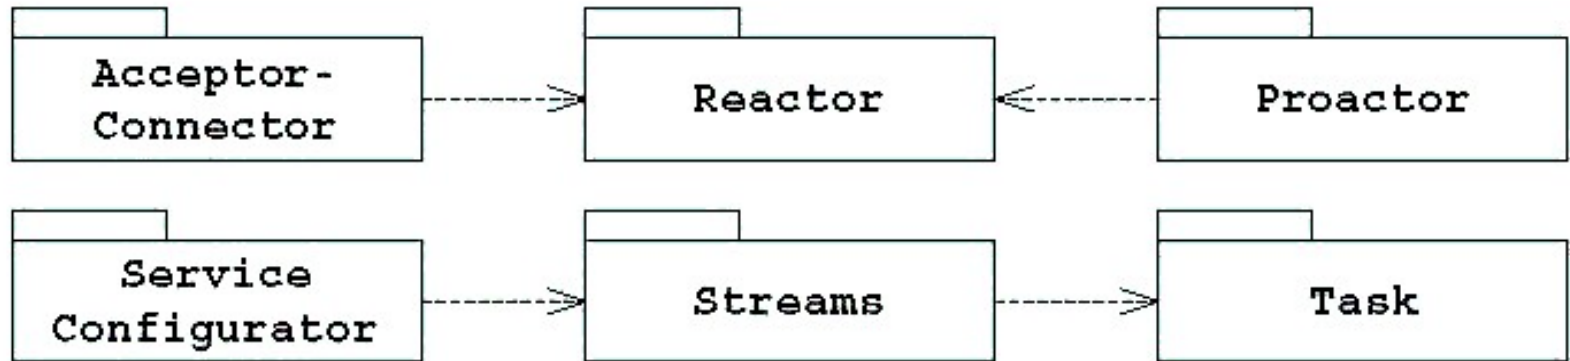 Acceptor-
Connector
Reactor
Proactor
Service
Configurator
Streams
Task